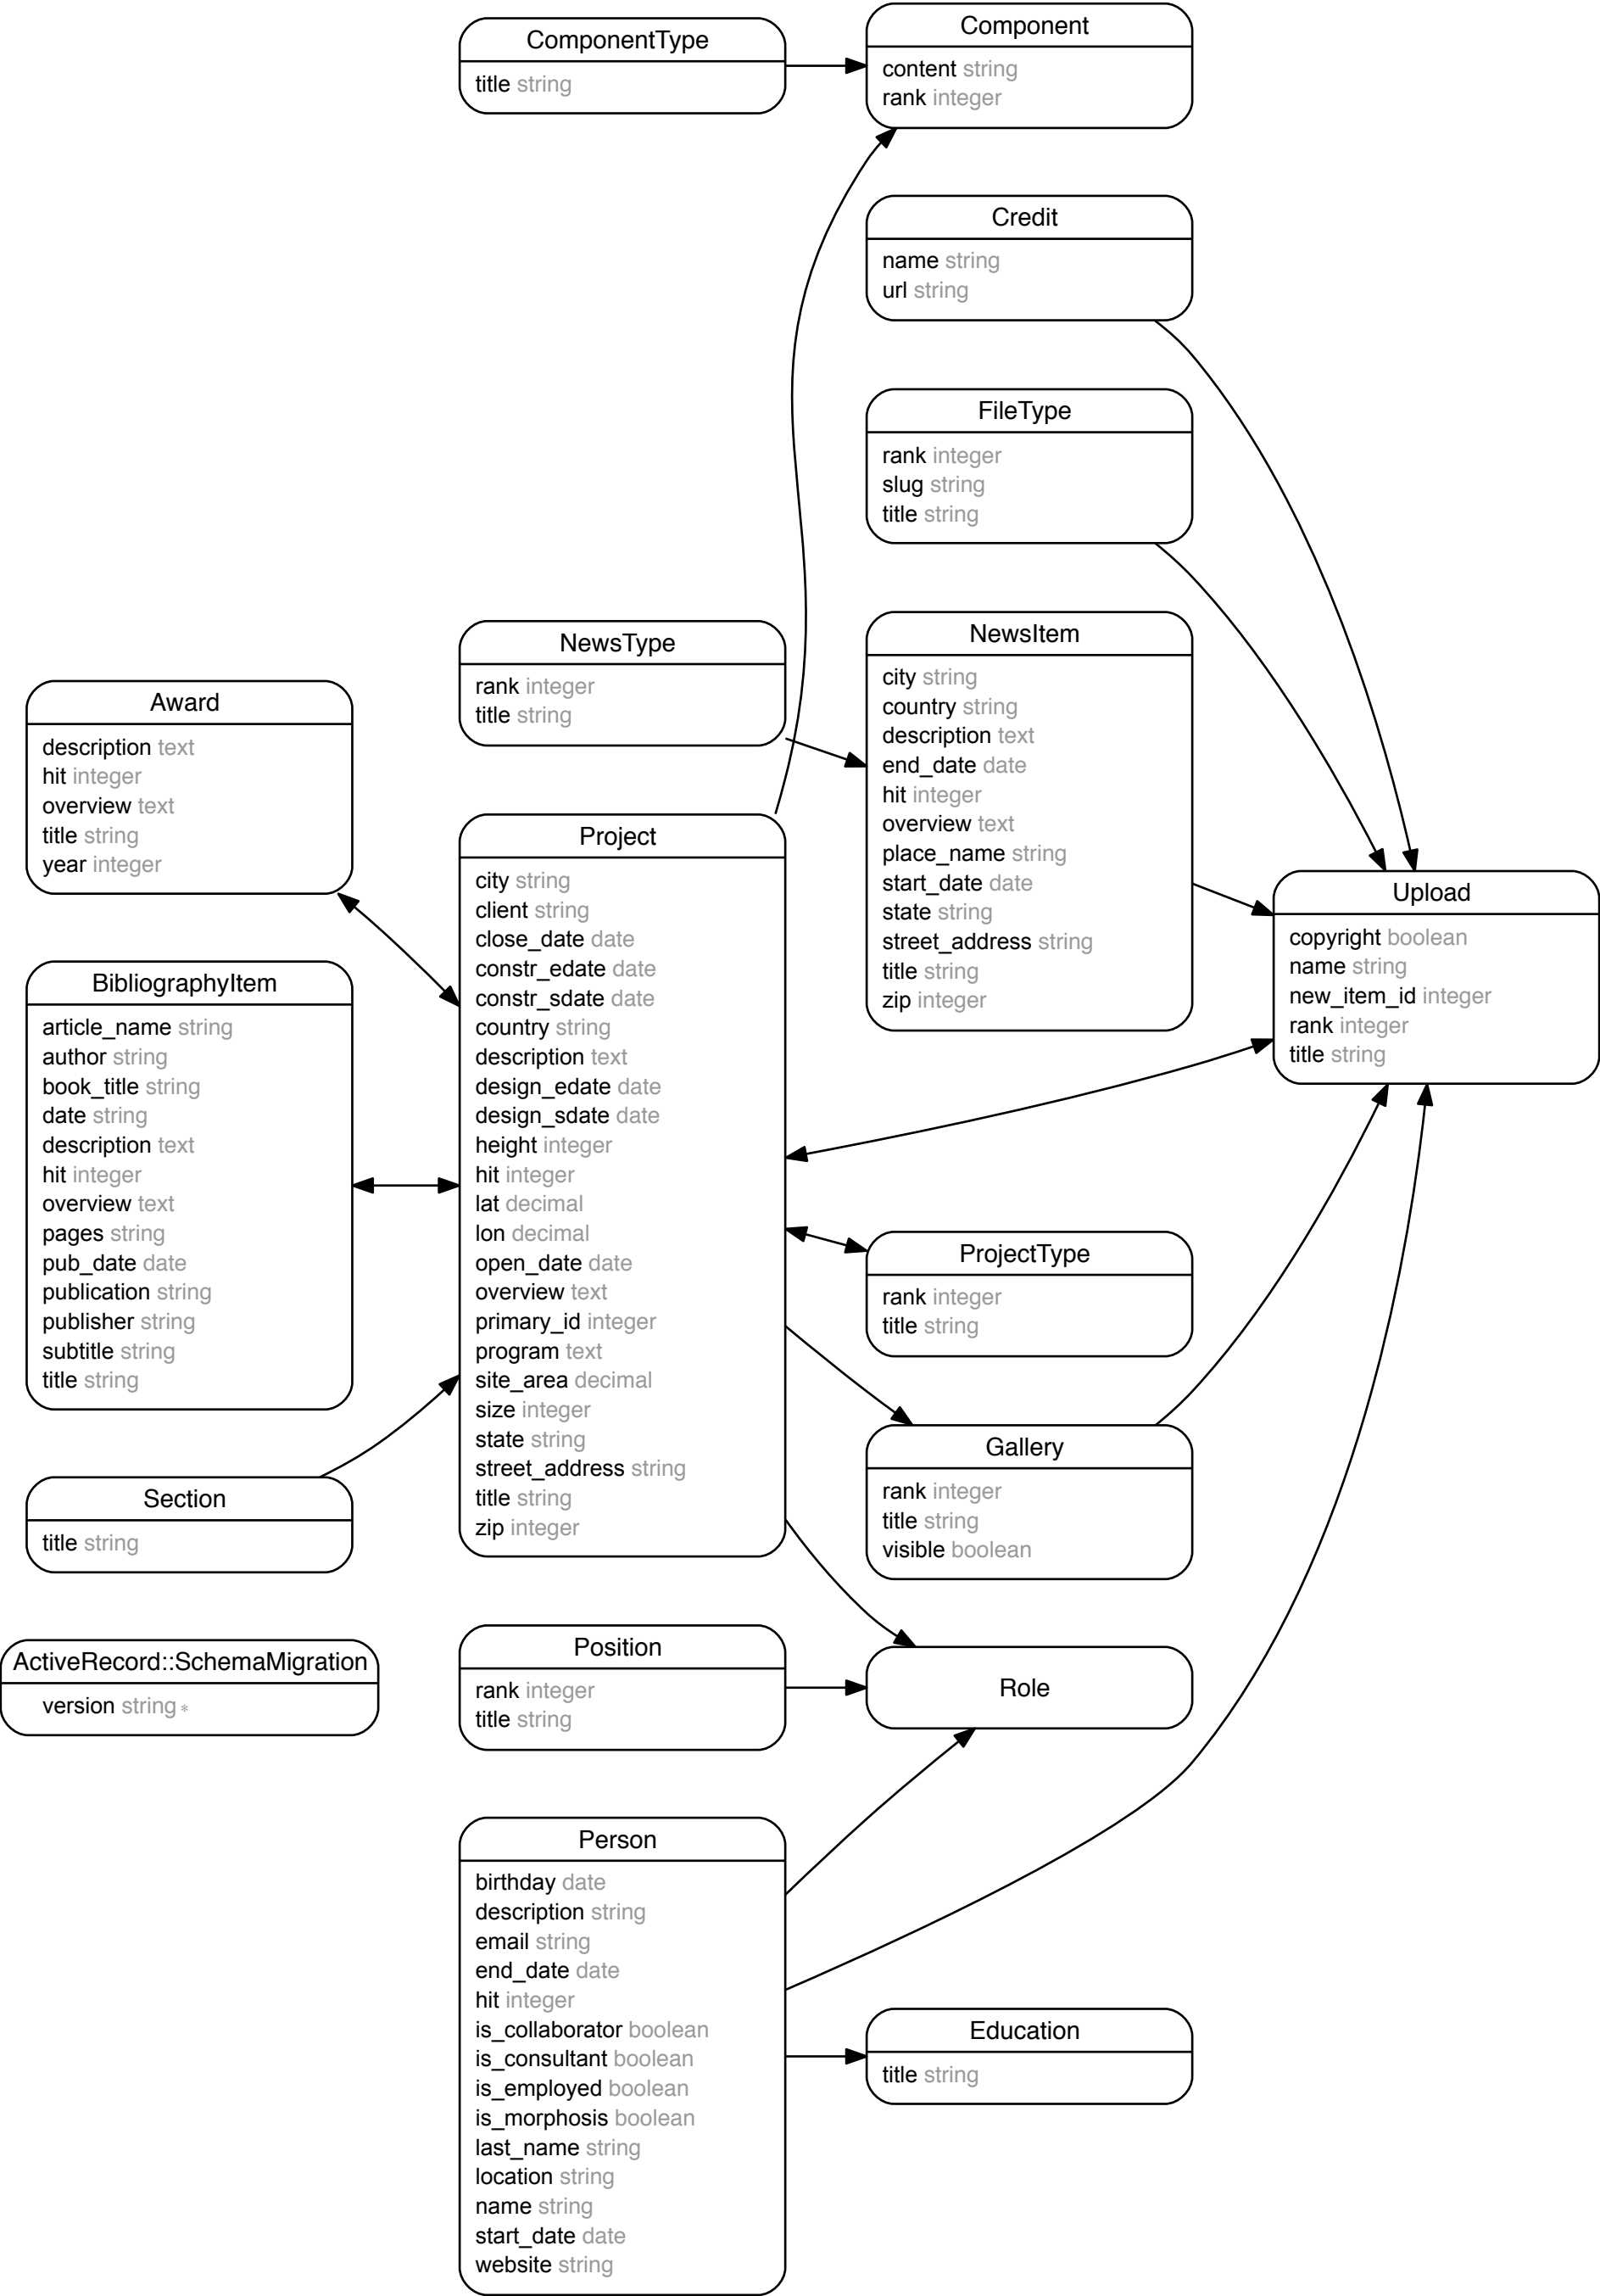 ComponentType
title string
Component
content string
rank integer
Credit
name string
url string
FileType
rank integer
slug string
title string
NewsType
rank integer
title string
NewsItem
city string
country string
description text
end_date date
hit integer
overview text
place_name string
start_date date
state string
street_address string
title string
zip integer
Award
description text
hit integer
overview text
title string
year integer
Project
city string
client string
close_date date
constr_edate date
constr_sdate date
country string
description text
design_edate date
design_sdate date
height integer
hit integer
lat decimal
lon decimal
open_date date
overview text
primary_id integer
program text
site_area decimal
size integer
state string
street_address string
title string
zip integer
Upload
copyright boolean
name string
new_item_id integer
rank integer
title string
BibliographyItem
article_name string
author string
book_title string
date string
description text
hit integer
overview text
pages string
pub_date date
publication string
publisher string
subtitle string
title string
ProjectType
rank integer
title string
Gallery
rank integer
title string
visible boolean
Section
title string
ActiveRecord::SchemaMigration
version string *
Position
rank integer
title string
Role
Person
birthday date
description string
email string
end_date date
hit integer
is_collaborator boolean
is_consultant boolean
is_employed boolean
is_morphosis boolean
last_name string
location string
name string
start_date date
website string
Education
title string